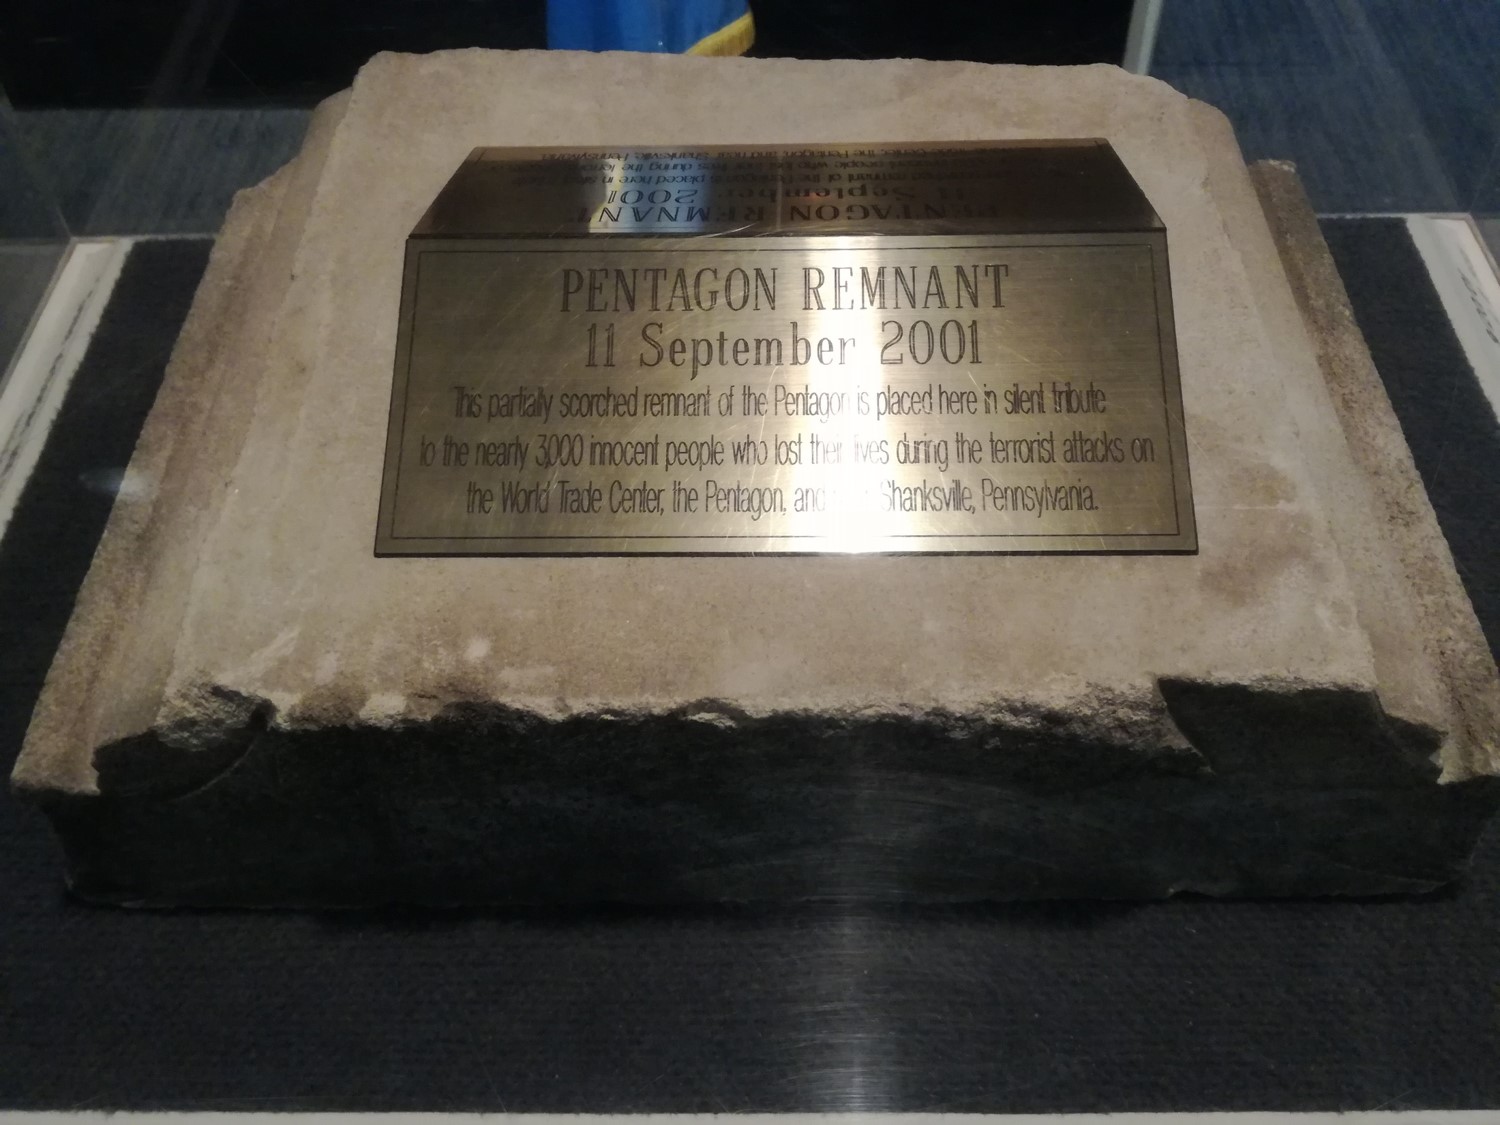 PENTAGON REMNANT
11 September 2001
This partially scorched remnant of the Pentagon is placed here in silent tribute
to the nearly 3,000 innocent people who lost their lives during the terrorist attacks on
the World Trade Center, the Pentagon, and Shanksville, Pennsylvania.